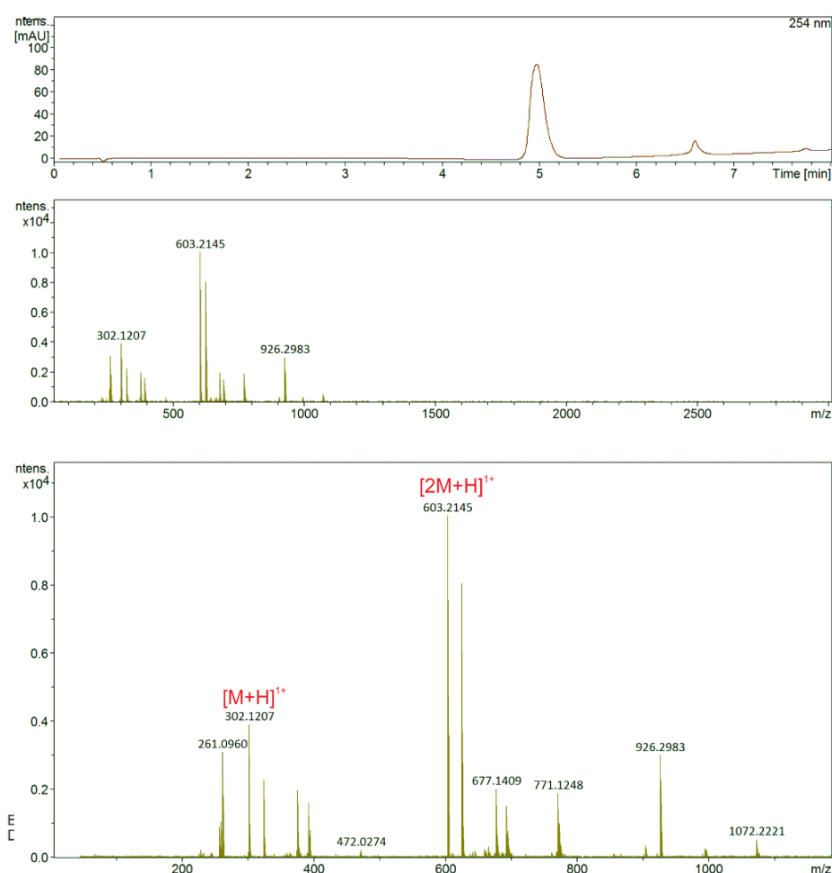 ntens.
[mAU]
254 nm
100
80
60
40
20
0
0 1 2 3 4 5 6 7 Time [min]
ntens.
x10⁴
603.2145
1.0
0.8
0.6
302.1207
926.2983
0.4
0.2
0.0
500 1000 1500 2000 2500 m/z
ntens.
x10⁴
[2M+H]¹⁺
603.2145
1.0
0.8
0.6
[M+H]¹⁺
302.1207
0.4
261.0960
926.2983
677.1409
771.1248
0.2
472.0274
1072.2221
0.0
200 400 600 800 1000 m/z